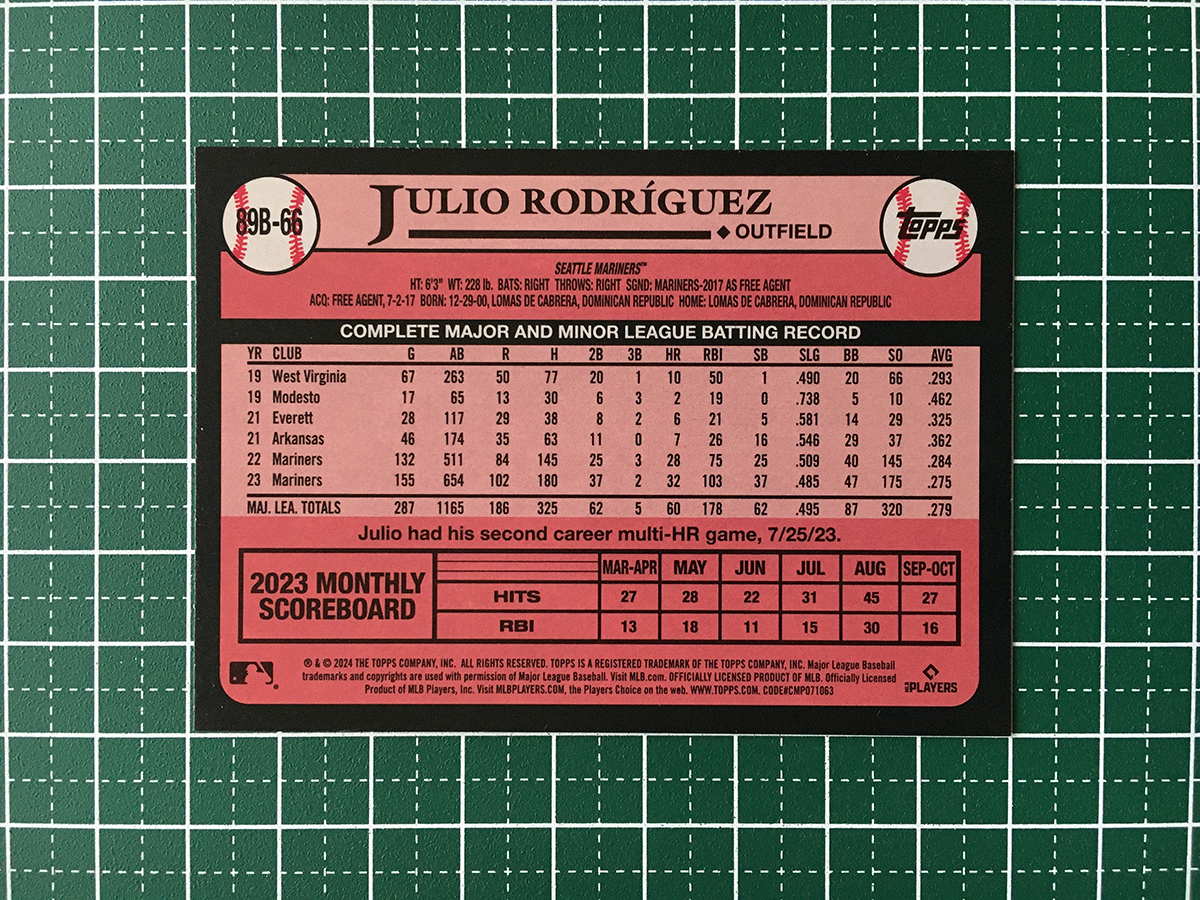 89B-66
JULIO RODRÍGUEZ
◆ OUTFIELD
topps
SEATTLE MARINERS™
HT: 6'3" WT: 228 lb. BATS: RIGHT THROWS: RIGHT SGND: MARINERS-2017 AS FREE AGENT
ACQ: FREE AGENT, 7-2-17 BORN: 12-29-00, LOMAS DE CABRERA, DOMINICAN REPUBLIC HOME: LOMAS DE CABRERA, DOMINICAN REPUBLIC
COMPLETE MAJOR AND MINOR LEAGUE BATTING RECORD
YR CLUB G AB R H 2B 3B HR RBI SB SLG BB SO AVG
19 West Virginia 67 263 50 77 20 1 10 50 1 .490 20 66 .293
19 Modesto 17 65 13 30 6 3 2 19 0 .738 5 10 .462
21 Everett 28 117 29 38 8 2 6 21 5 .581 14 29 .325
21 Arkansas 46 174 35 63 11 0 7 26 16 .546 29 37 .362
22 Mariners 132 511 84 145 25 3 28 75 25 .509 40 145 .284
23 Mariners 155 654 102 180 37 2 32 103 37 .485 47 175 .275
MAJ. LEA. TOTALS 287 1165 186 325 62 5 60 178 62 .495 87 320 .279
Julio had his second career multi-HR game, 7/25/23.
2023 MONTHLY
SCOREBOARD
MAR-APR MAY JUN JUL AUG SEP-OCT
HITS 27 28 22 31 45 27
RBI 13 18 11 15 30 16
® & © 2024 THE TOPPS COMPANY, INC. ALL RIGHTS RESERVED. TOPPS IS A REGISTERED TRADEMARK OF THE TOPPS COMPANY, INC. Major League Baseball
trademarks and copyrights are used with permission of Major League Baseball. Visit MLB.com. OFFICIALLY LICENSED PRODUCT OF MLB. Officially Licensed
Product of MLB Players, Inc. Visit MLBPLAYERS.COM, the Players Choice on the web. WWW.TOPPS.COM. CODE#CMP071063
MLB PLAYERS